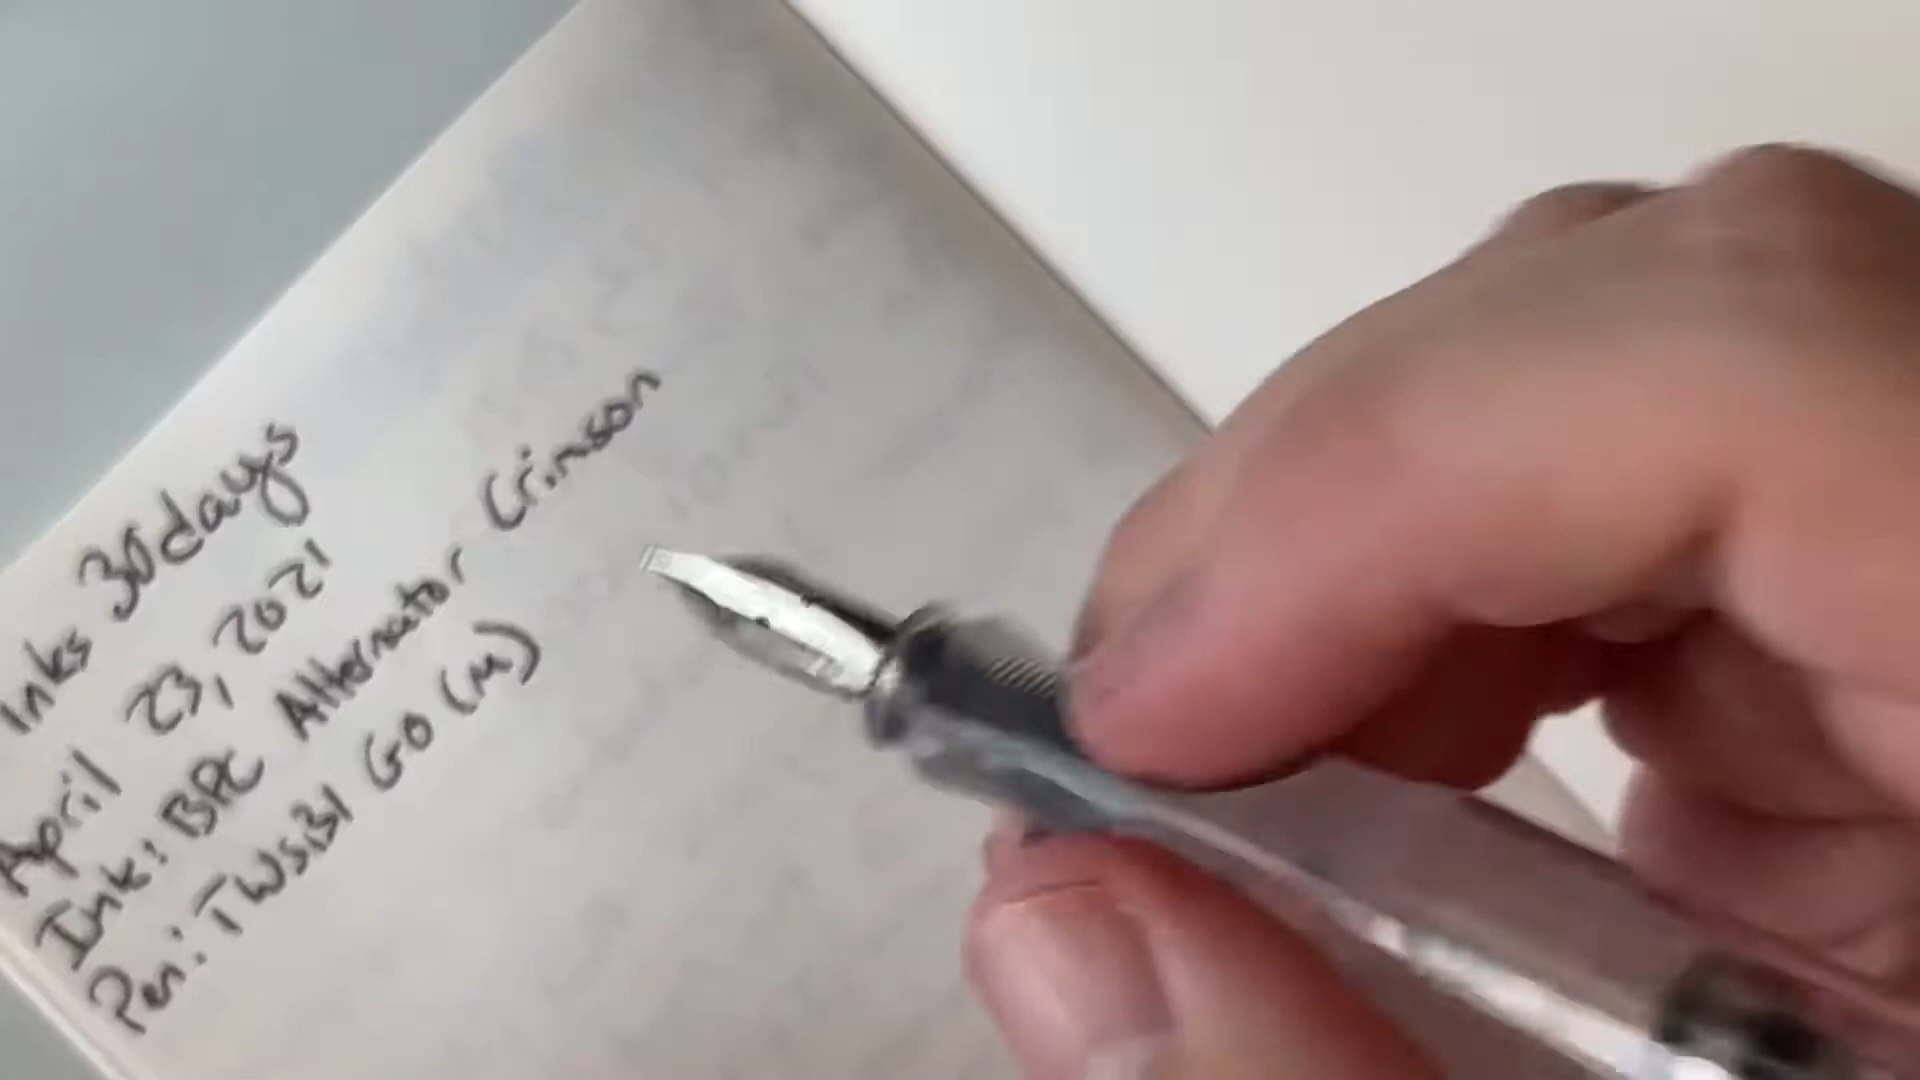 Inks 30days
April 23, 2021
Ink: BPC Alternator Crimson
Pen: TWSBI GO (M)